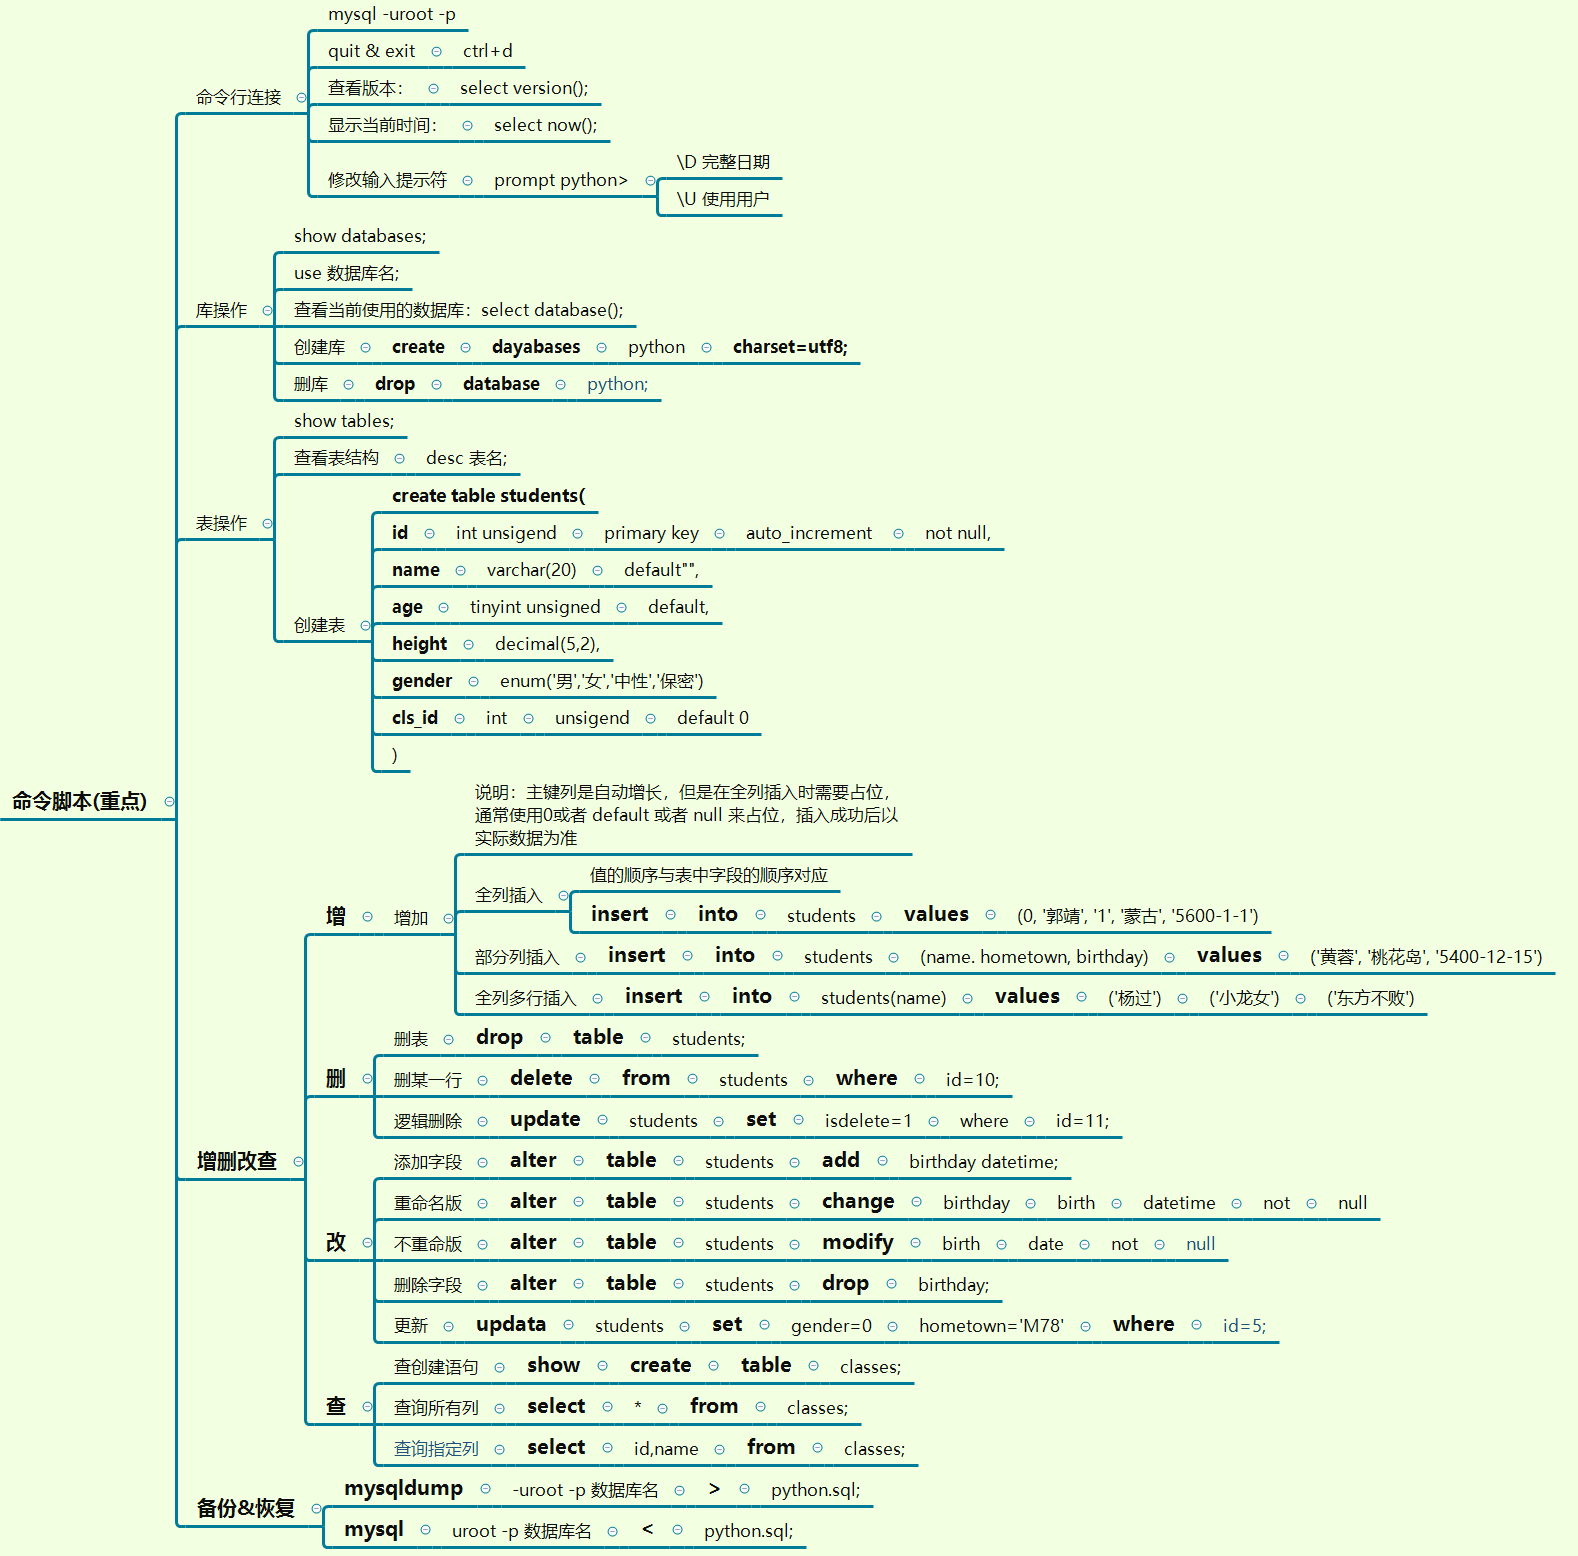 mysql -uroot -p
quit & exit ctrl+d
查看版本： select version();
命令行连接
显示当前时间： select now();
\D 完整日期
修改输入提示符 prompt python>
\U 使用用户
show databases;
use 数据库名;
库操作
查看当前使用的数据库：select database();
创建库 create dayabases python charset=utf8;
删库 drop database python;
show tables;
查看表结构 desc 表名;
表操作
create table students(
id int unsigend primary key auto_increment not null,
name varchar(20) default"",
age tinyint unsigned default,
创建表
height decimal(5,2),
gender enum('男','女','中性','保密')
cls_id int unsigend default 0
)
命令脚本(重点)
说明：主键列是自动增长，但是在全列插入时需要占位，
通常使用0或者 default 或者 null 来占位，插入成功后以
实际数据为准
值的顺序与表中字段的顺序对应
全列插入
insert into students values (0, '郭靖', '1', '蒙古', '5600-1-1')
增 增加
部分列插入 insert into students (name. hometown, birthday) values ('黄蓉', '桃花岛', '5400-12-15')
全列多行插入 insert into students(name) values ('杨过') ('小龙女') ('东方不败')
删表 drop table students;
删
删某一行 delete from students where id=10;
逻辑删除 update students set isdelete=1 where id=11;
增删改查
添加字段 alter table students add birthday datetime;
重命名版 alter table students change birthday birth datetime not null
改
不重命版 alter table students modify birth date not null
删除字段 alter table students drop birthday;
更新 updata students set gender=0 hometown='M78' where id=5;
查创建语句 show create table classes;
查
查询所有列 select * from classes;
查询指定列 select id,name from classes;
备份&恢复
mysqldump -uroot -p 数据库名 > python.sql;
mysql uroot -p 数据库名 < python.sql;